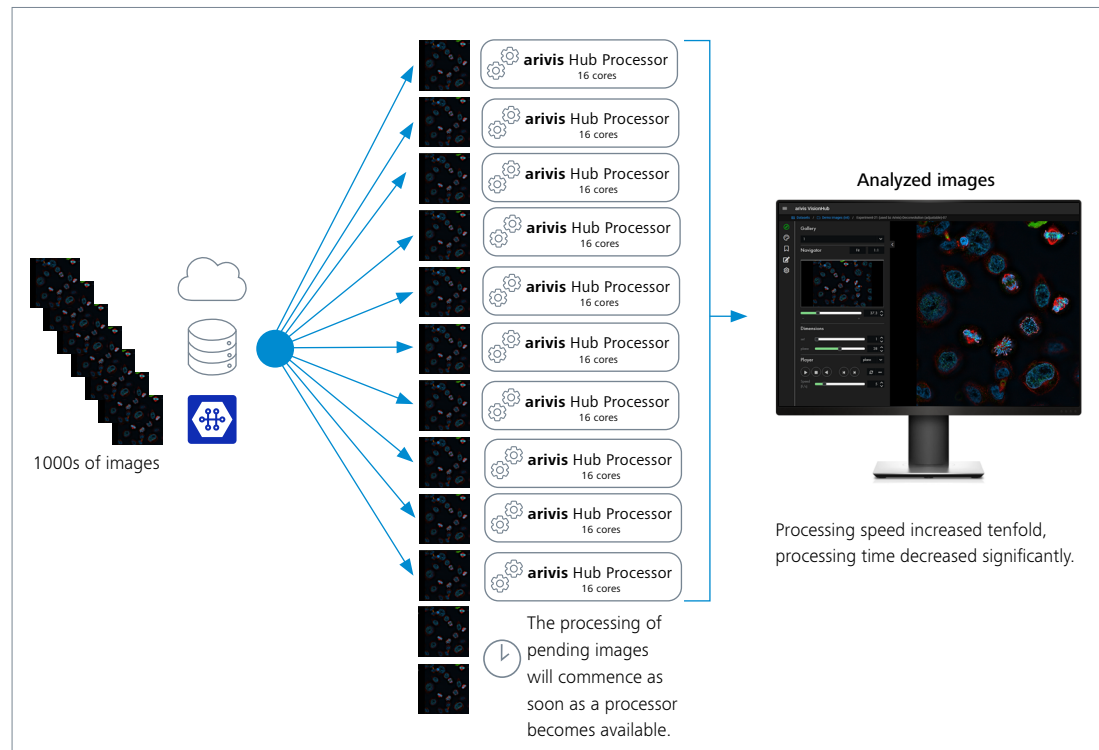 1000s of images
arivis Hub Processor
16 cores
arivis Hub Processor
16 cores
arivis Hub Processor
16 cores
arivis Hub Processor
16 cores
arivis Hub Processor
16 cores
arivis Hub Processor
16 cores
arivis Hub Processor
16 cores
arivis Hub Processor
16 cores
arivis Hub Processor
16 cores
arivis Hub Processor
16 cores
The processing of
pending images
will commence as
soon as a processor
becomes available.
Analyzed images
arivis VisionHub
Gallery
1
Navigator
Dimensions
Player
plane
Processing speed increased tenfold,
processing time decreased significantly.